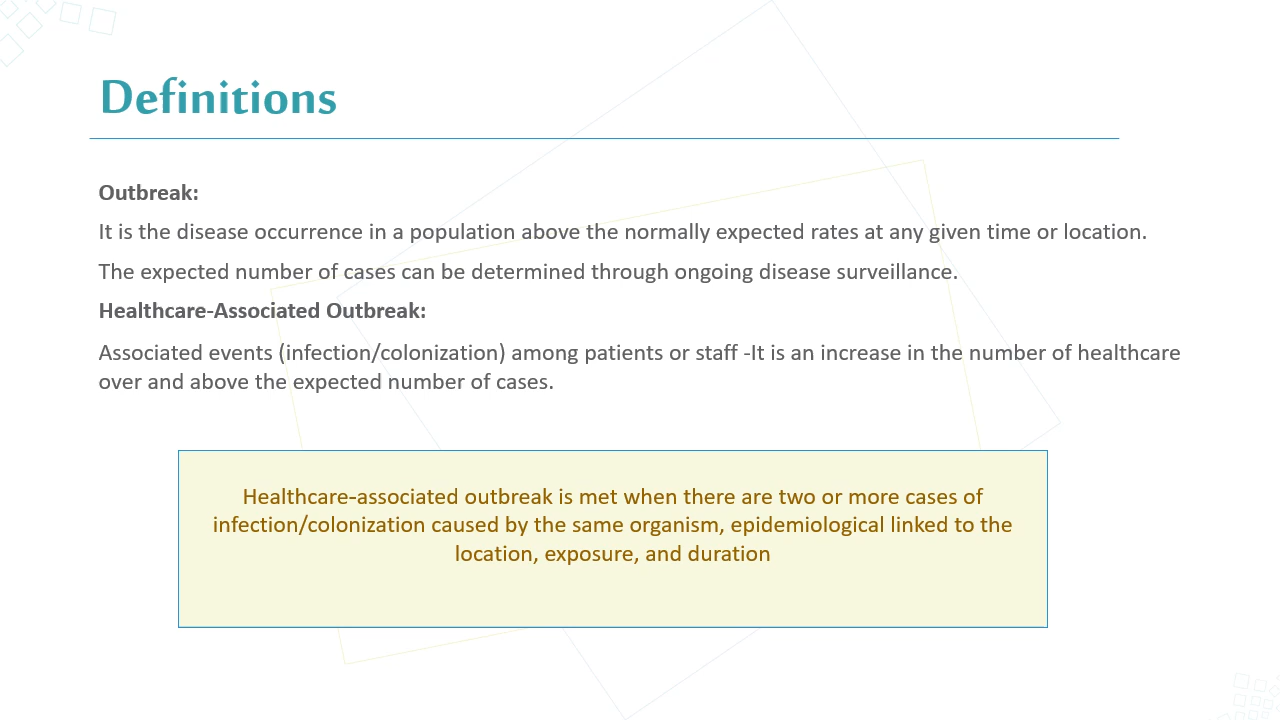 Definitions
Outbreak:
It is the disease occurrence in a population above the normally expected rates at any given time or location.
The expected number of cases can be determined through ongoing disease surveillance.
Healthcare-Associated Outbreak:
Associated events (infection/colonization) among patients or staff -It is an increase in the number of healthcare
over and above the expected number of cases.
Healthcare-associated outbreak is met when there are two or more cases of
infection/colonization caused by the same organism, epidemiological linked to the
location, exposure, and duration